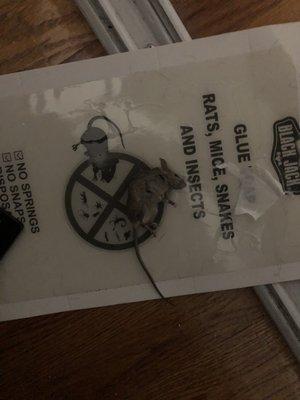 BLACK JACK
GLUE
RATS, MICE, SNAKES
AND INSECTS
NO SPRINGS
NO SNAPS